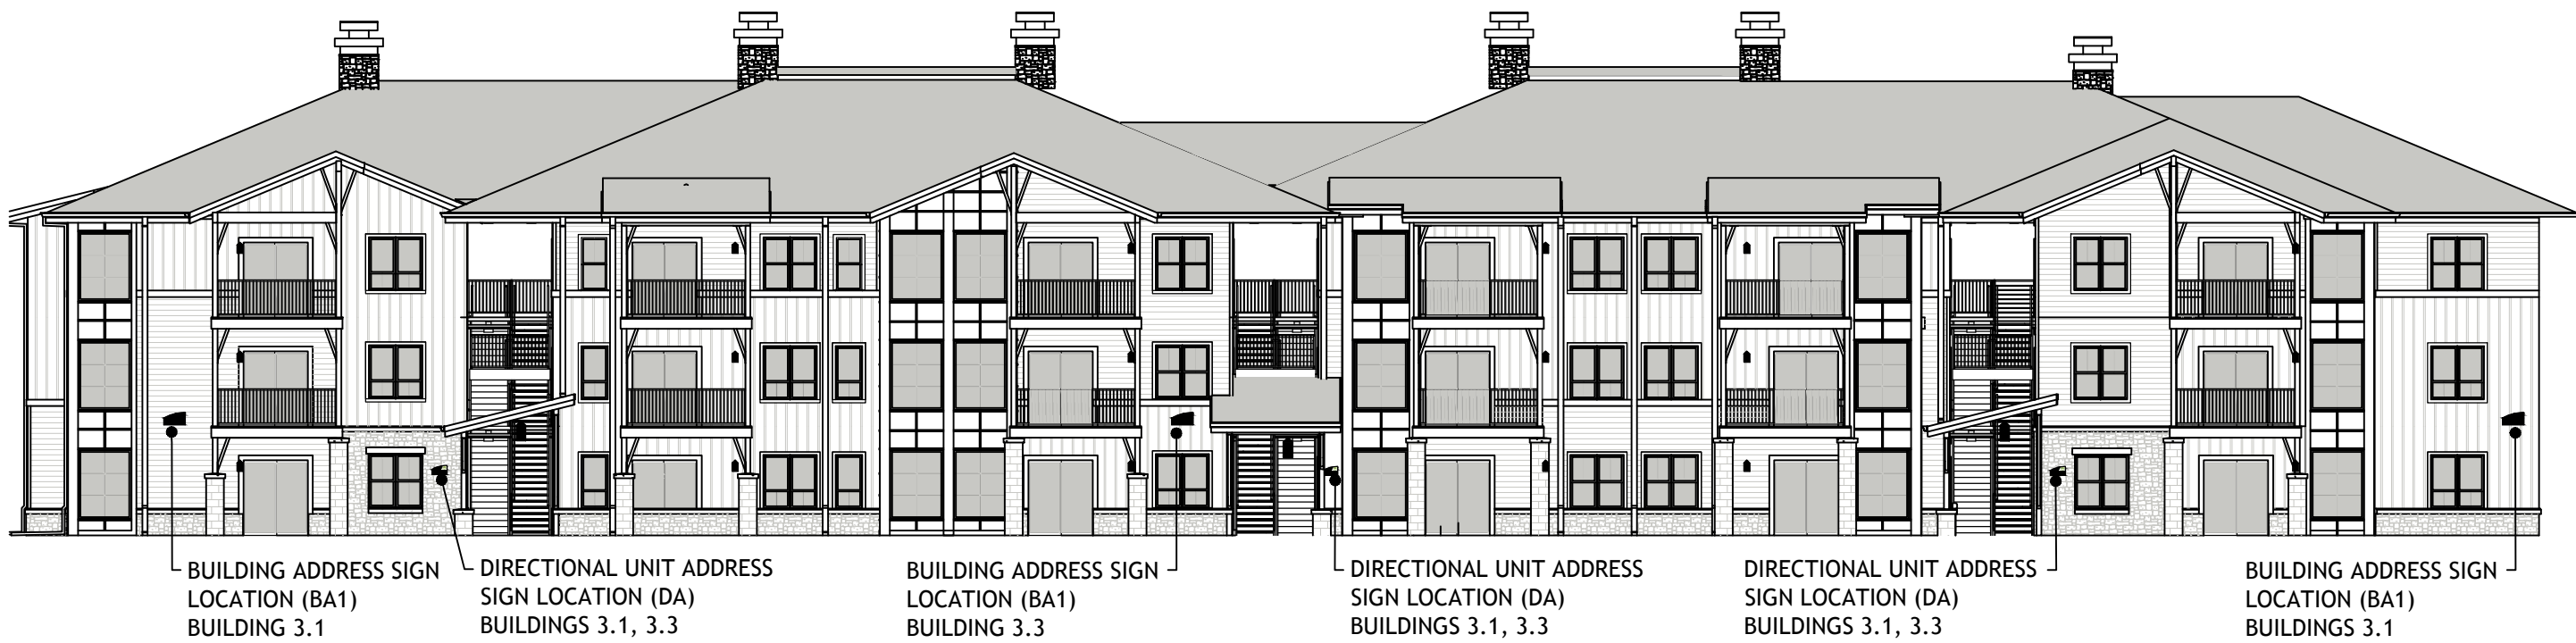 BUILDING ADDRESS SIGN
LOCATION (BA1)
BUILDING 3.1
DIRECTIONAL UNIT ADDRESS
SIGN LOCATION (DA)
BUILDINGS 3.1, 3.3
BUILDING ADDRESS SIGN
LOCATION (BA1)
BUILDING 3.3
DIRECTIONAL UNIT ADDRESS
SIGN LOCATION (DA)
BUILDINGS 3.1, 3.3
DIRECTIONAL UNIT ADDRESS
SIGN LOCATION (DA)
BUILDINGS 3.1, 3.3
BUILDING ADDRESS SIGN
LOCATION (BA1)
BUILDING 3.1